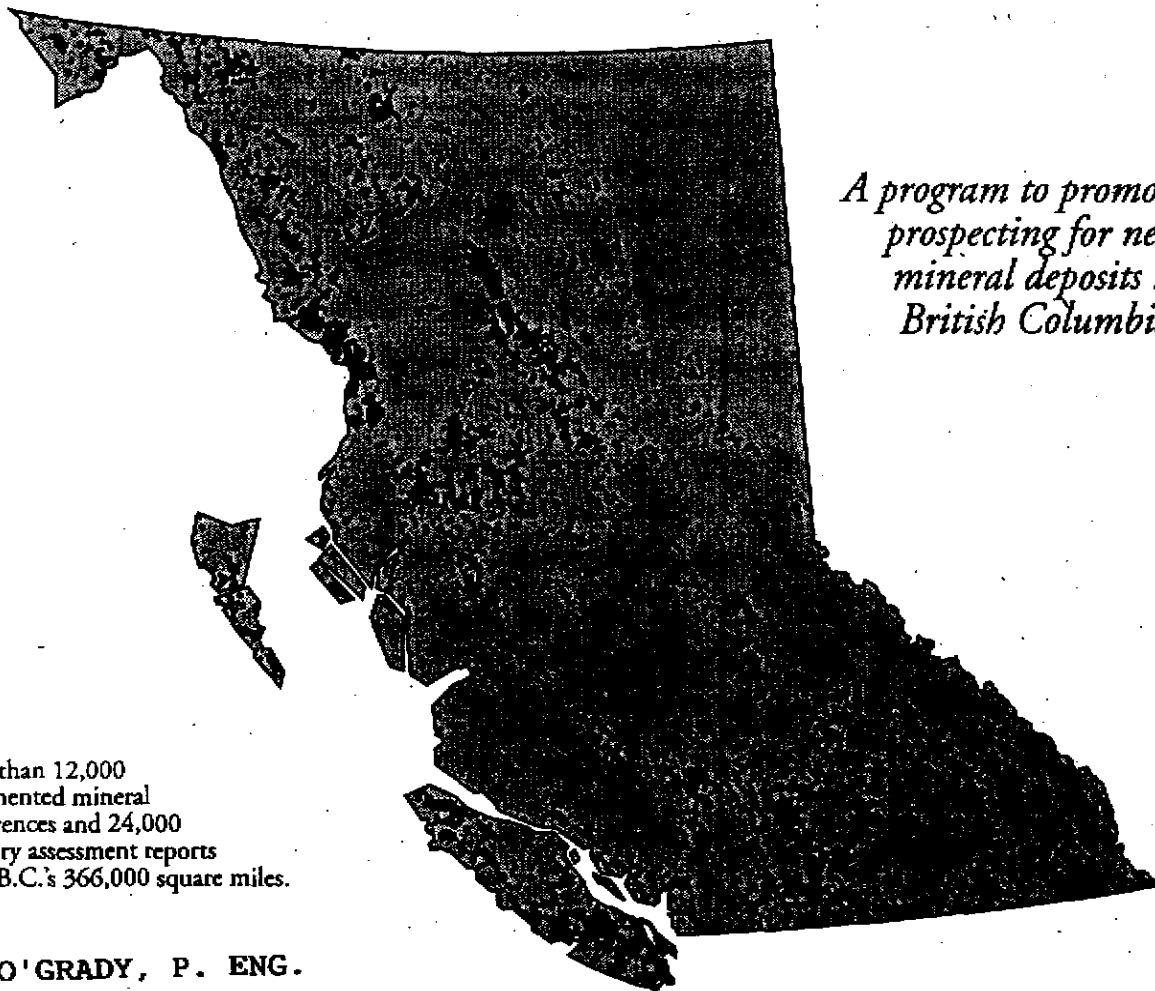 A program to promo
prospecting for ne
mineral deposits
British Columbi
than 12,000
nented mineral
rences and 24,000
ry assessment reports
B.C.'s 366,000 square miles.
O'GRADY, P. ENG.